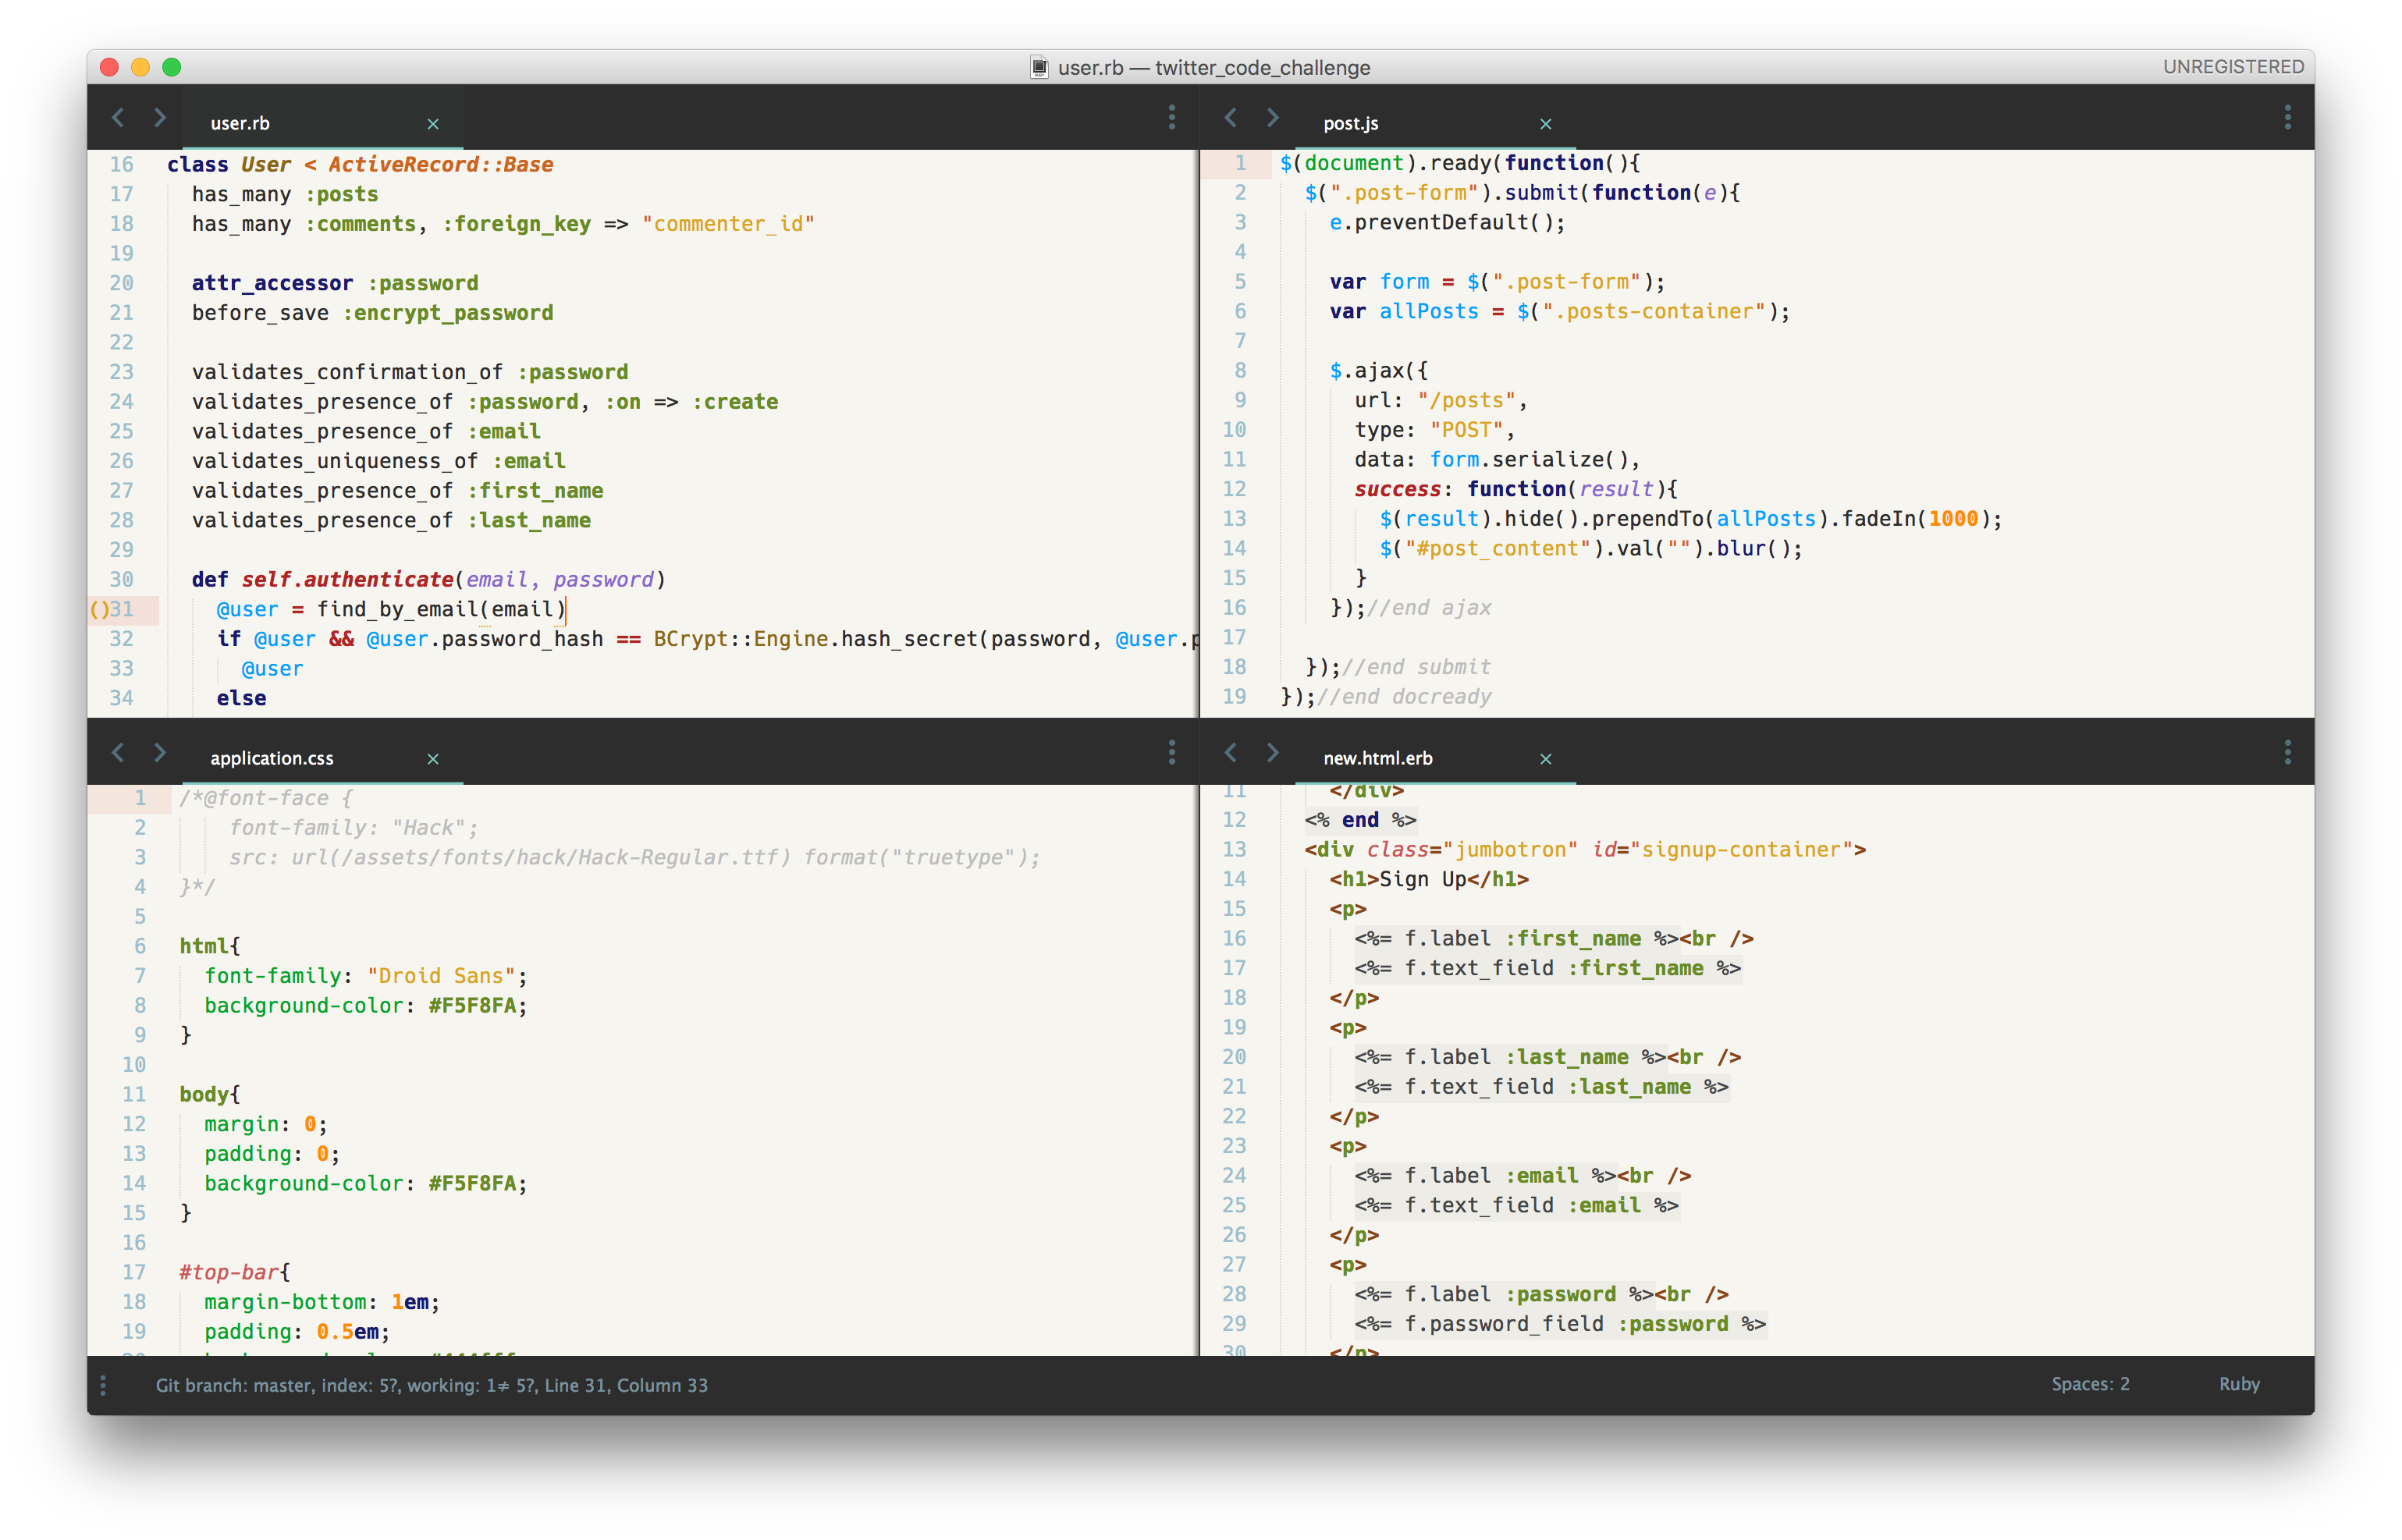 user.rb — twitter_code_challenge
UNREGISTERED
user.rb ×
16 class User < ActiveRecord::Base
17   has_many :posts
18   has_many :comments, :foreign_key => "commenter_id"
19
20   attr_accessor :password
21   before_save :encrypt_password
22
23   validates_confirmation_of :password
24   validates_presence_of :password, :on => :create
25   validates_presence_of :email
26   validates_uniqueness_of :email
27   validates_presence_of :first_name
28   validates_presence_of :last_name
29
30   def self.authenticate(email, password)
()31     @user = find_by_email(email)
32     if @user && @user.password_hash == BCrypt::Engine.hash_secret(password, @user.p
33       @user
34     else
post.js ×
1 $(document).ready(function(){
2   $(".post-form").submit(function(e){
3     e.preventDefault();
4
5     var form = $(".post-form");
6     var allPosts = $(".posts-container");
7
8     $.ajax({
9       url: "/posts",
10       type: "POST",
11       data: form.serialize(),
12       success: function(result){
13         $(result).hide().prependTo(allPosts).fadeIn(1000);
14         $("#post_content").val("").blur();
15       }
16     });//end ajax
17
18   });//end submit
19 });//end docready
application.css ×
1 /*@font-face {
2     font-family: "Hack";
3     src: url(/assets/fonts/hack/Hack-Regular.ttf) format("truetype");
4 }*/
5
6 html{
7   font-family: "Droid Sans";
8   background-color: #F5F8FA;
9 }
10
11 body{
12   margin: 0;
13   padding: 0;
14   background-color: #F5F8FA;
15 }
16
17 #top-bar{
18   margin-bottom: 1em;
19   padding: 0.5em;
new.html.erb ×
11     </div>
12   <% end %>
13   <div class="jumbotron" id="signup-container">
14     <h1>Sign Up</h1>
15     <p>
16       <%= f.label :first_name %><br />
17       <%= f.text_field :first_name %>
18     </p>
19     <p>
20       <%= f.label :last_name %><br />
21       <%= f.text_field :last_name %>
22     </p>
23     <p>
24       <%= f.label :email %><br />
25       <%= f.text_field :email %>
26     </p>
27     <p>
28       <%= f.label :password %><br />
29       <%= f.password_field :password %>
30     </p>
Git branch: master, index: 5?, working: 1≠ 5?, Line 31, Column 33
Spaces: 2
Ruby